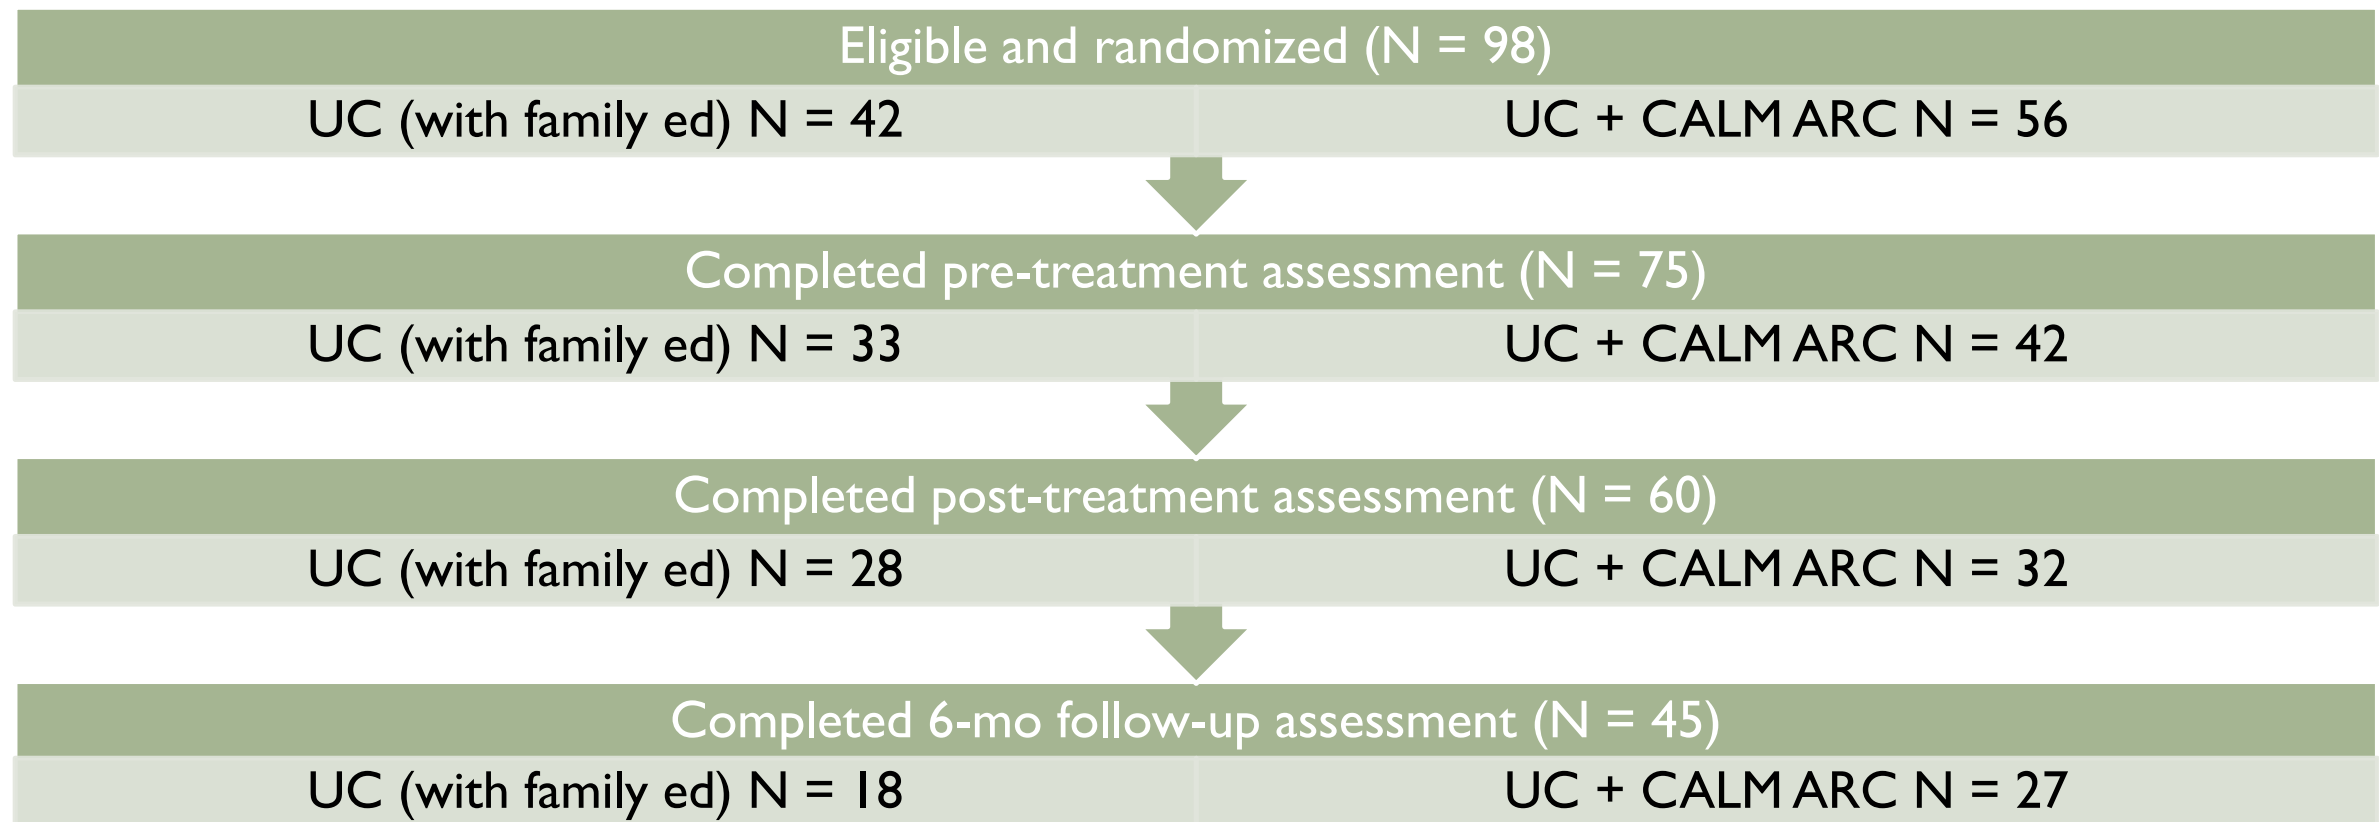 Eligible and randomized (N = 98)
UC (with family ed) N = 42
UC + CALM ARC N = 56
Completed pre-treatment assessment (N = 75)
UC (with family ed) N = 33
UC + CALM ARC N = 42
Completed post-treatment assessment (N = 60)
UC (with family ed) N = 28
UC + CALM ARC N = 32
Completed 6-mo follow-up assessment (N = 45)
UC (with family ed) N = 18
UC + CALM ARC N = 27